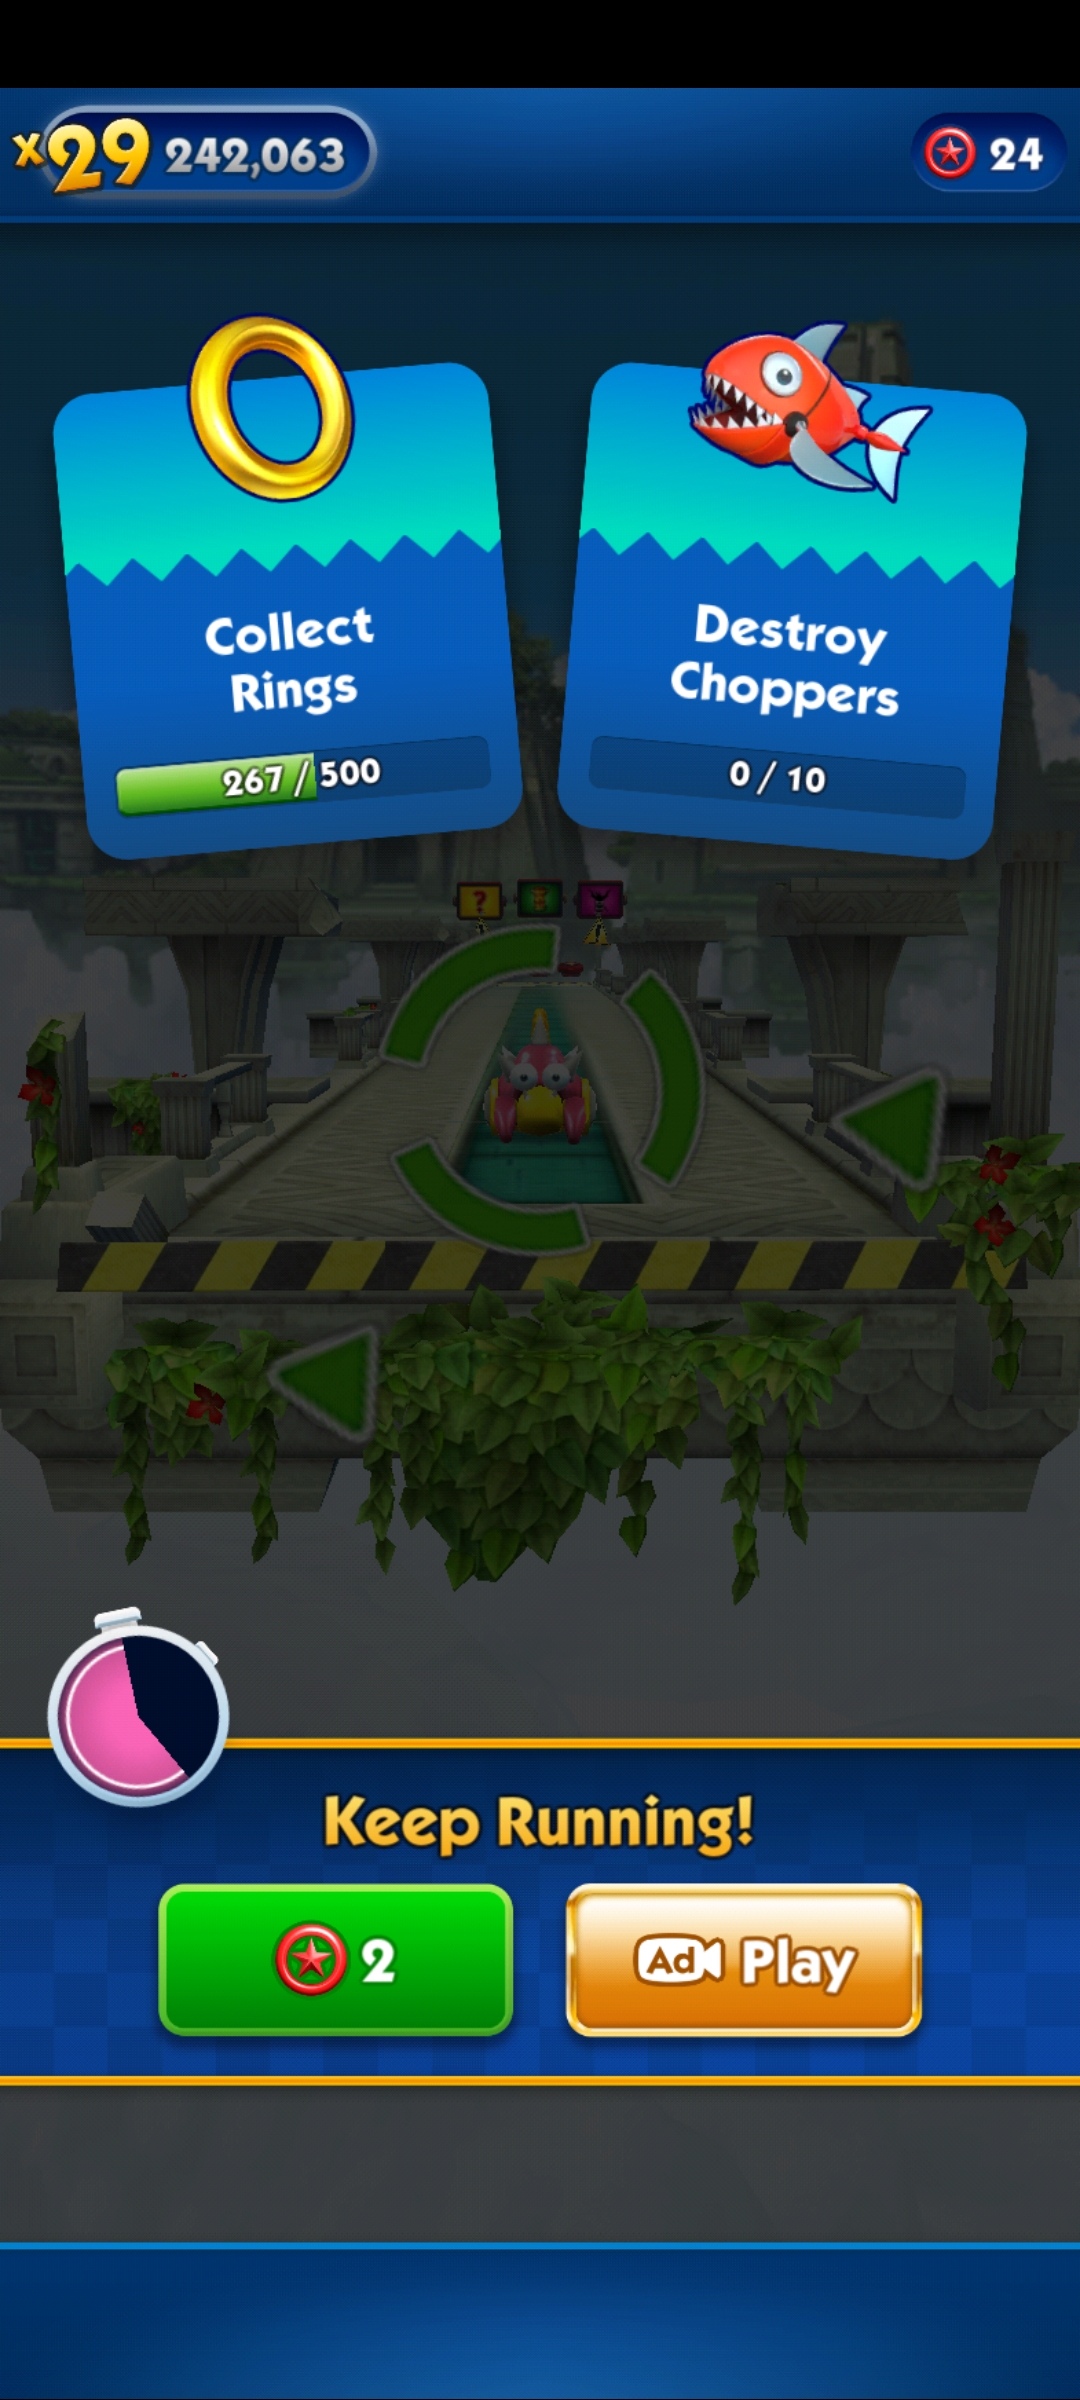 x29 242,063
24
Collect
Rings
267 / 500
Destroy
Choppers
0 / 10
?
Keep Running!
2
Ad Play